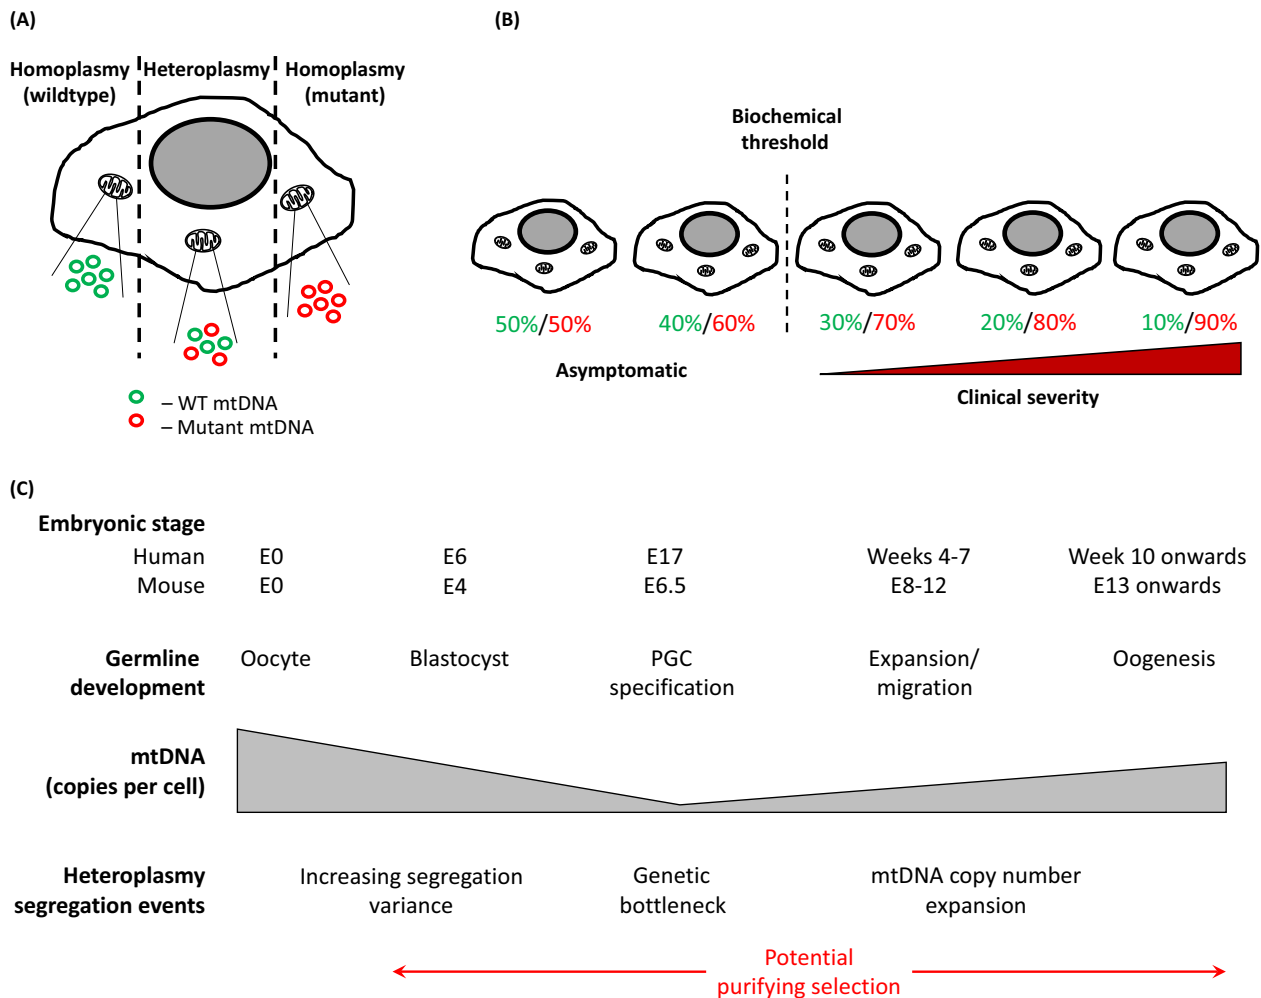 (A)
Homoplasmy
(wildtype)
Heteroplasmy
Homoplasmy
(mutant)
– WT mtDNA
– Mutant mtDNA
(B)
Biochemical
threshold
50%/50%
40%/60%
30%/70%
20%/80%
10%/90%
Asymptomatic
Clinical severity
(C)
Embryonic stage
Human E0 E6 E17 Weeks 4-7 Week 10 onwards
Mouse E0 E4 E6.5 E8-12 E13 onwards
Germline
development
Oocyte
Blastocyst
PGC
specification
Expansion/
migration
Oogenesis
mtDNA
(copies per cell)
Heteroplasmy
segregation events
Increasing segregation
variance
Genetic
bottleneck
mtDNA copy number
expansion
Potential
purifying selection